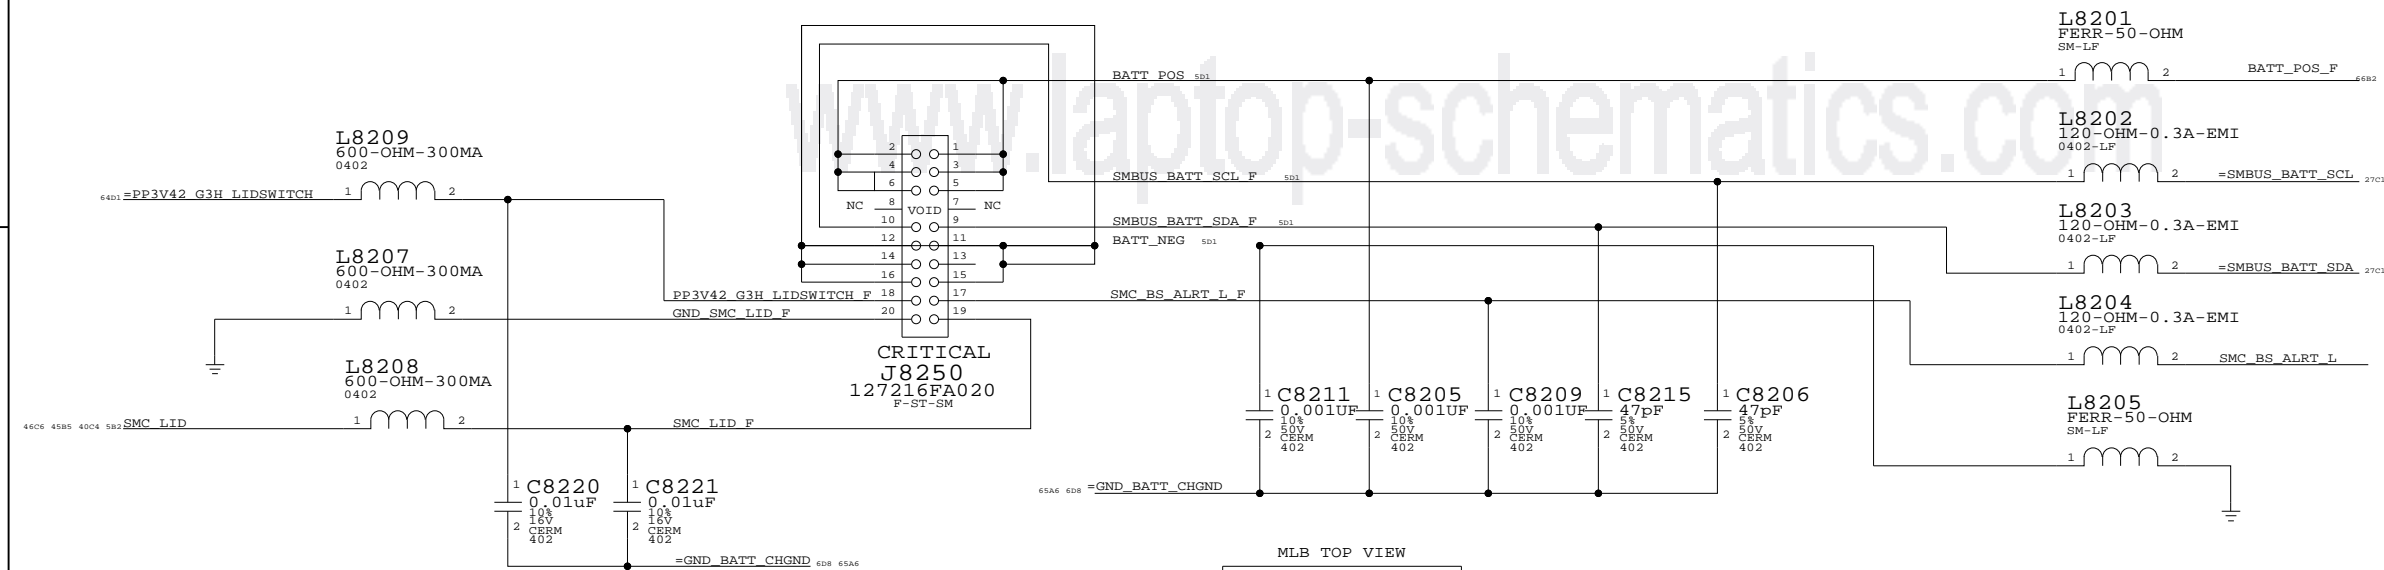 www.laptop-schematics.com
L8201
FERR-50-OHM
SM-LF
1 2
BATT_POS_F 66B2
BATT_POS 5D1
L8202
120-OHM-0.3A-EMI
0402-LF
1 2
=SMBUS_BATT_SCL 27C1
SMBUS_BATT_SCL_F 5D1
L8203
120-OHM-0.3A-EMI
0402-LF
1 2
=SMBUS_BATT_SDA 27C1
SMBUS_BATT_SDA_F 5D1
BATT_NEG 5D1
L8204
120-OHM-0.3A-EMI
0402-LF
1 2
SMC_BS_ALRT_L
SMC_BS_ALRT_L_F
L8205
FERR-50-OHM
SM-LF
1 2
L8209
600-OHM-300MA
0402
1 2
64D1 =PP3V42_G3H_LIDSWITCH
L8207
600-OHM-300MA
0402
1 2
PP3V42_G3H_LIDSWITCH_F
GND_SMC_LID_F
L8208
600-OHM-300MA
0402
1 2
46C6 45B5 40C4 5B2 SMC_LID
SMC_LID_F
2 1
4 3
6 5
NC 8 VOID 7 NC
10 9
12 11
14 13
16 15
18 17
20 19
CRITICAL
J8250
127216FA020
F-ST-SM
1 C8211
0.001UF
10%
50V
2 CERM
402
1 C8205
0.001UF
10%
50V
2 CERM
402
1 C8209
0.001UF
10%
50V
2 CERM
402
1 C8215
47pF
5%
50V
2 CERM
402
1 C8206
47pF
5%
50V
2 CERM
402
65A6 6D8 =GND_BATT_CHGND
1 C8220
0.01uF
10%
16V
2 CERM
402
1 C8221
0.01uF
10%
16V
2 CERM
402
=GND_BATT_CHGND 6D8 65A6
MLB TOP VIEW